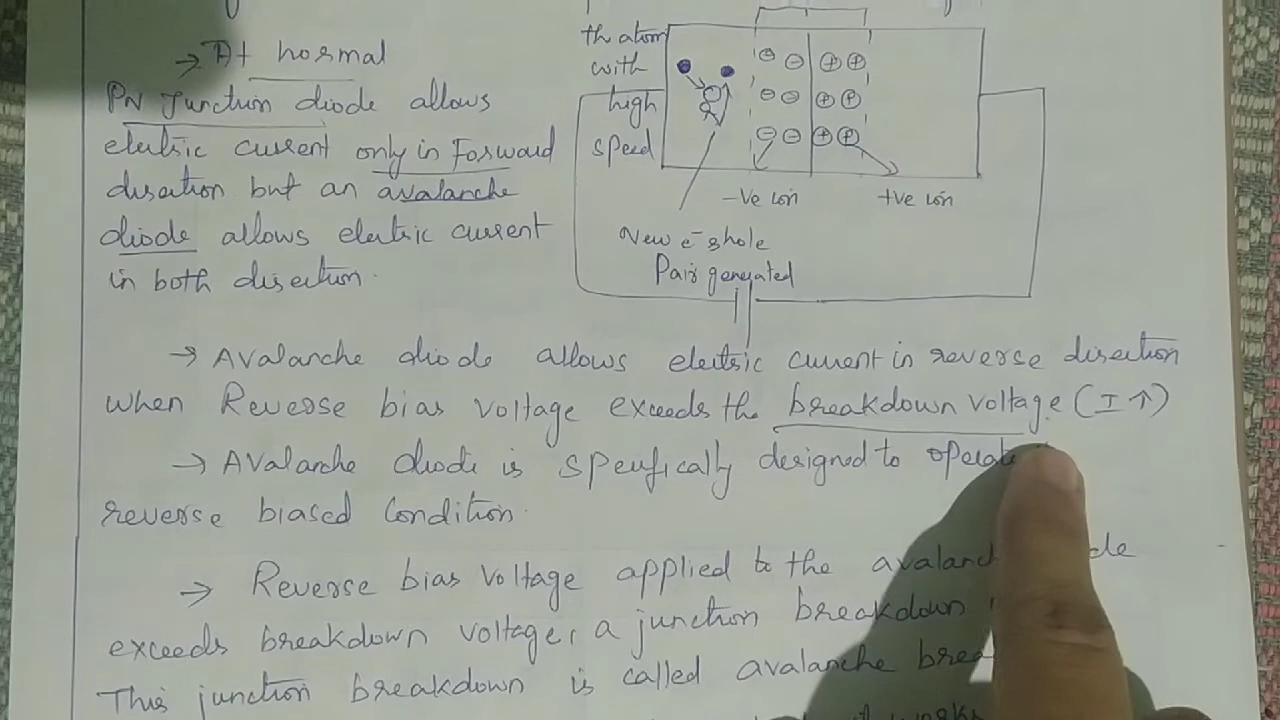 → At normal
PN Junction diode allows
electric current only in Forward
direction but an avalanche
diode allows electric current
in both direction.
th atom
with
high
speed
-Ve ion
+ve ion
New e⁻ & hole
Pair generated
→ Avalanche diode allows electric current in reverse direction
when Reverse bias voltage exceeds the breakdown voltage (I↑)
→ Avalanche diode is specifically designed to operate
reverse biased condition.
→ Reverse bias voltage applied to the avalanch de
exceeds breakdown voltage, a junction breakdown
This junction breakdown is called avalanche brea